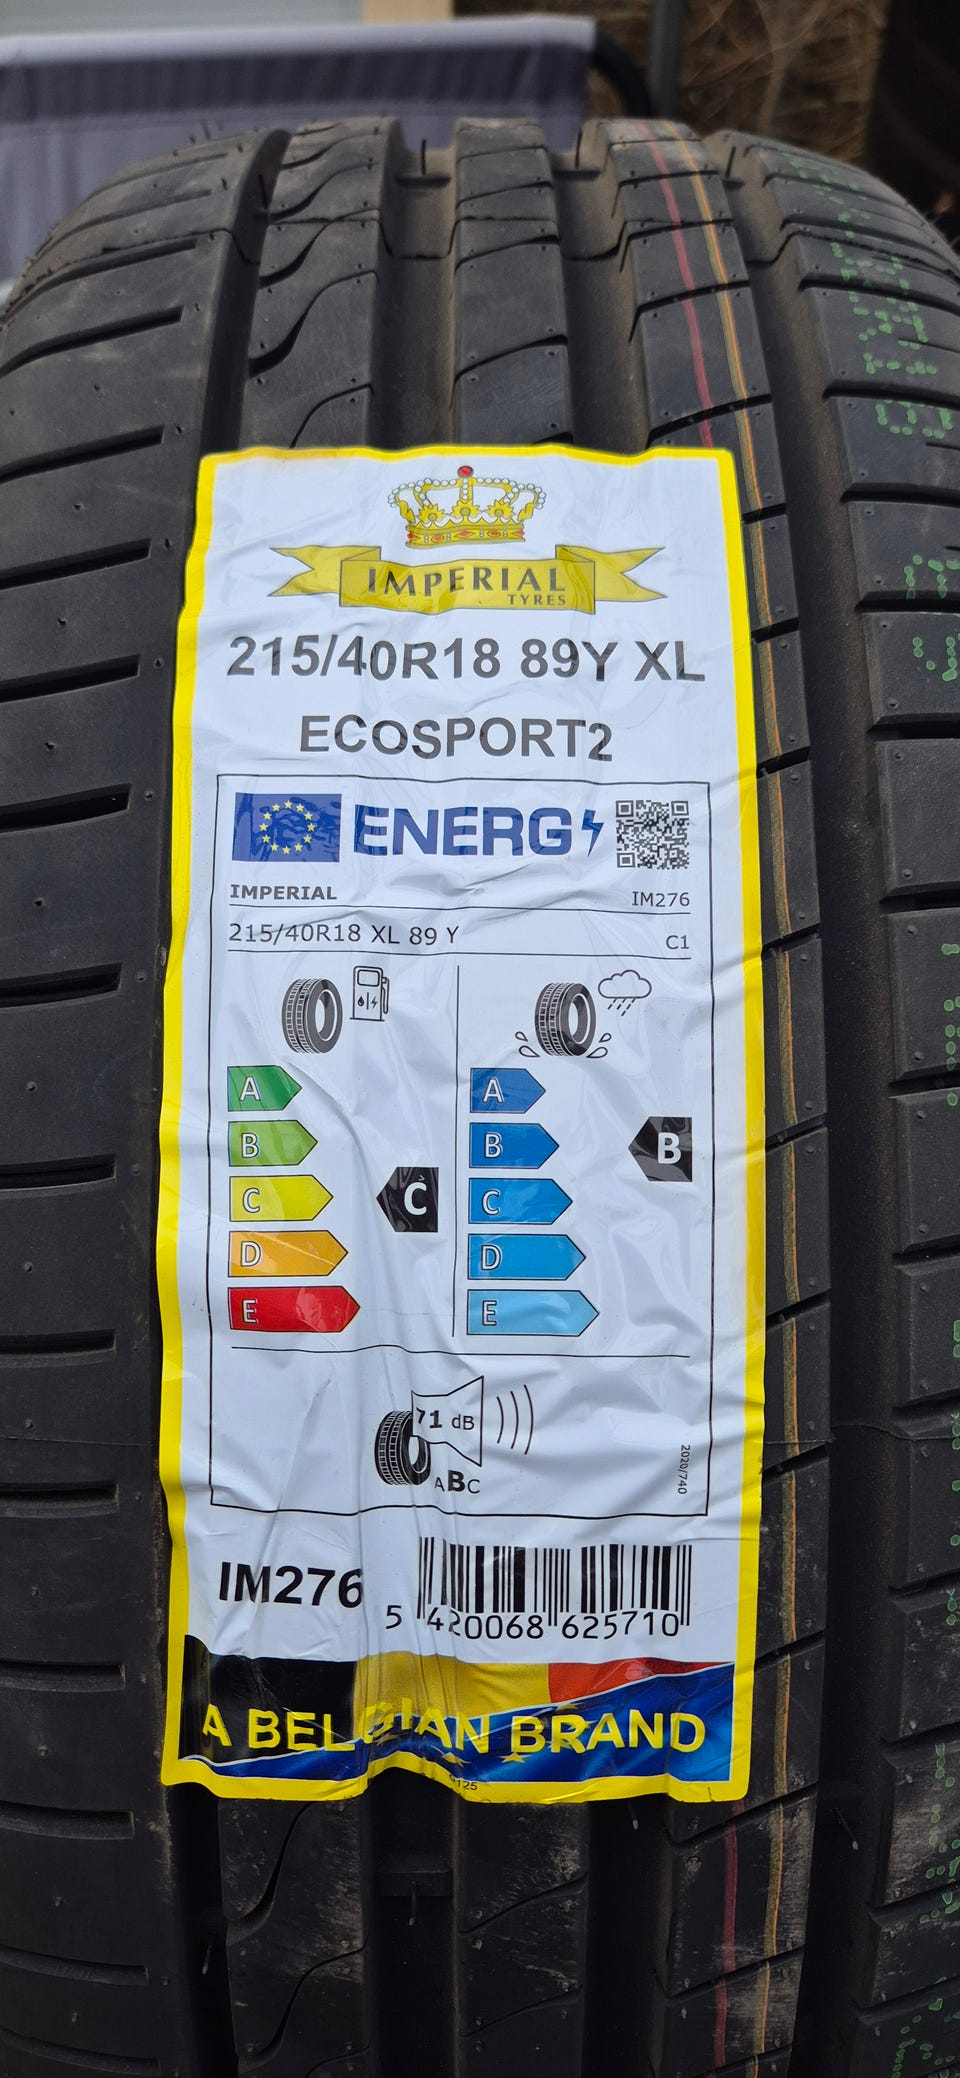 IMPERIAL
TYRES
215/40R18 89Y XL
ECOSPORT2
ENERG
IMPERIAL IM276
215/40R18 XL 89 Y C1
A A
B B B
C C C
D D
E E
71 dB
ABC
2020/740
IM276
5 420068 625710
A BELGIAN BRAND
0125